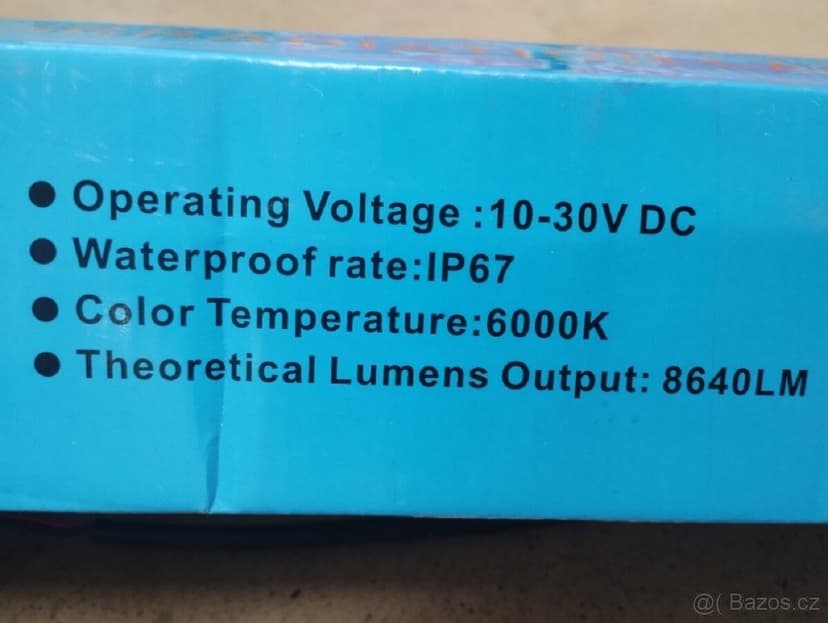 ● Operating Voltage :10-30V DC
● Waterproof rate:IP67
● Color Temperature:6000K
● Theoretical Lumens Output: 8640LM
@( Bazos.cz